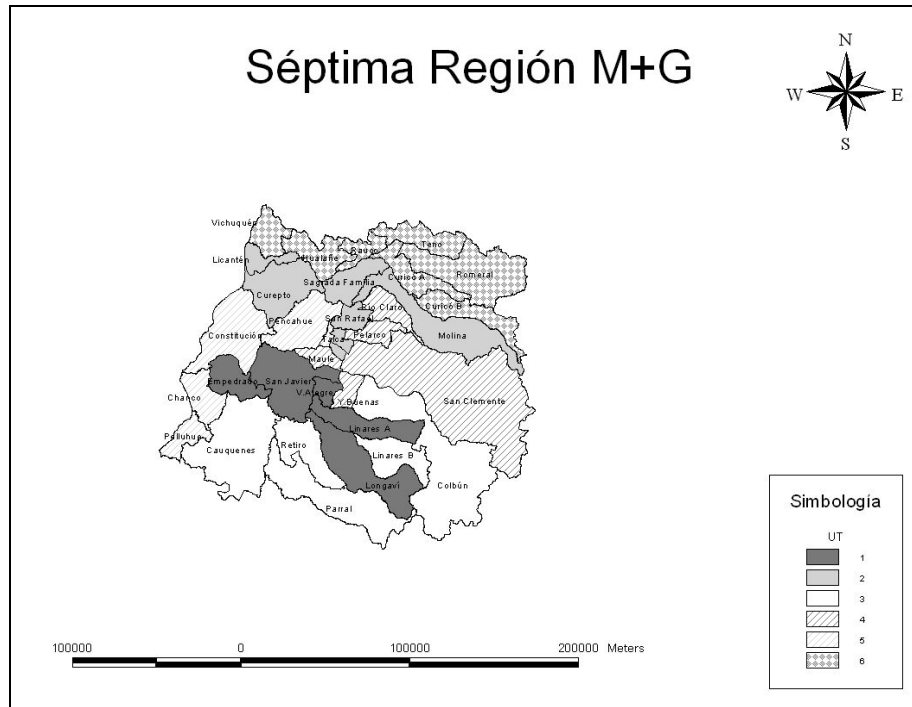 Séptima Región M+G
N
W E
S
Vichuquén
Teno
Rauco
Hualañe
Licantén
Romeral
Curicó A
Sagrada Familia
Curepto
Curicó B
Río Claro
San Rafael
Pencahue
Constitución
Molina
Talca
Pelarco
Maule
Empedrado
San Javier
V.Alegre
Chanco
Y.Buenas
San Clemente
Linares A
Pelluhue
Cauquenes
Retiro
Linares B
Longaví
Colbún
Parral
Simbología
UT
1
2
3
4
5
6
100000 0 100000 200000 Meters